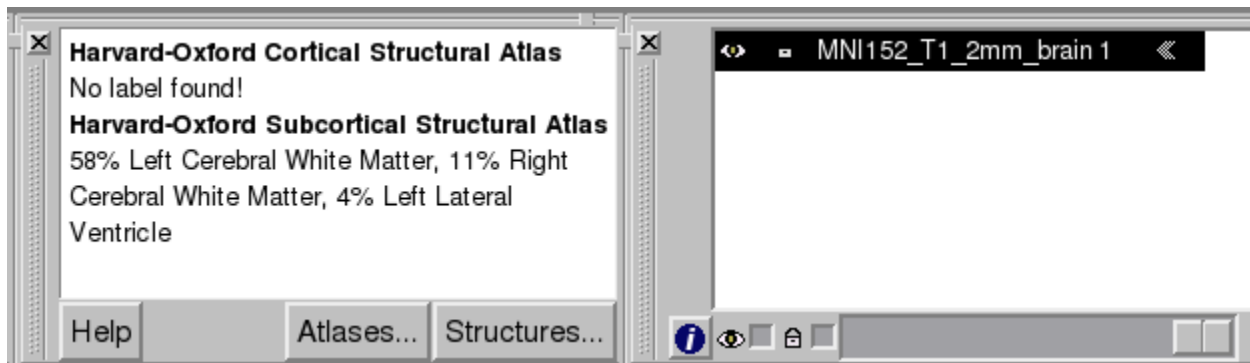 Harvard-Oxford Cortical Structural Atlas
No label found!
Harvard-Oxford Subcortical Structural Atlas
58% Left Cerebral White Matter, 11% Right
Cerebral White Matter, 4% Left Lateral
Ventricle
Help
Atlases...
Structures...
MNI152_T1_2mm_brain 1